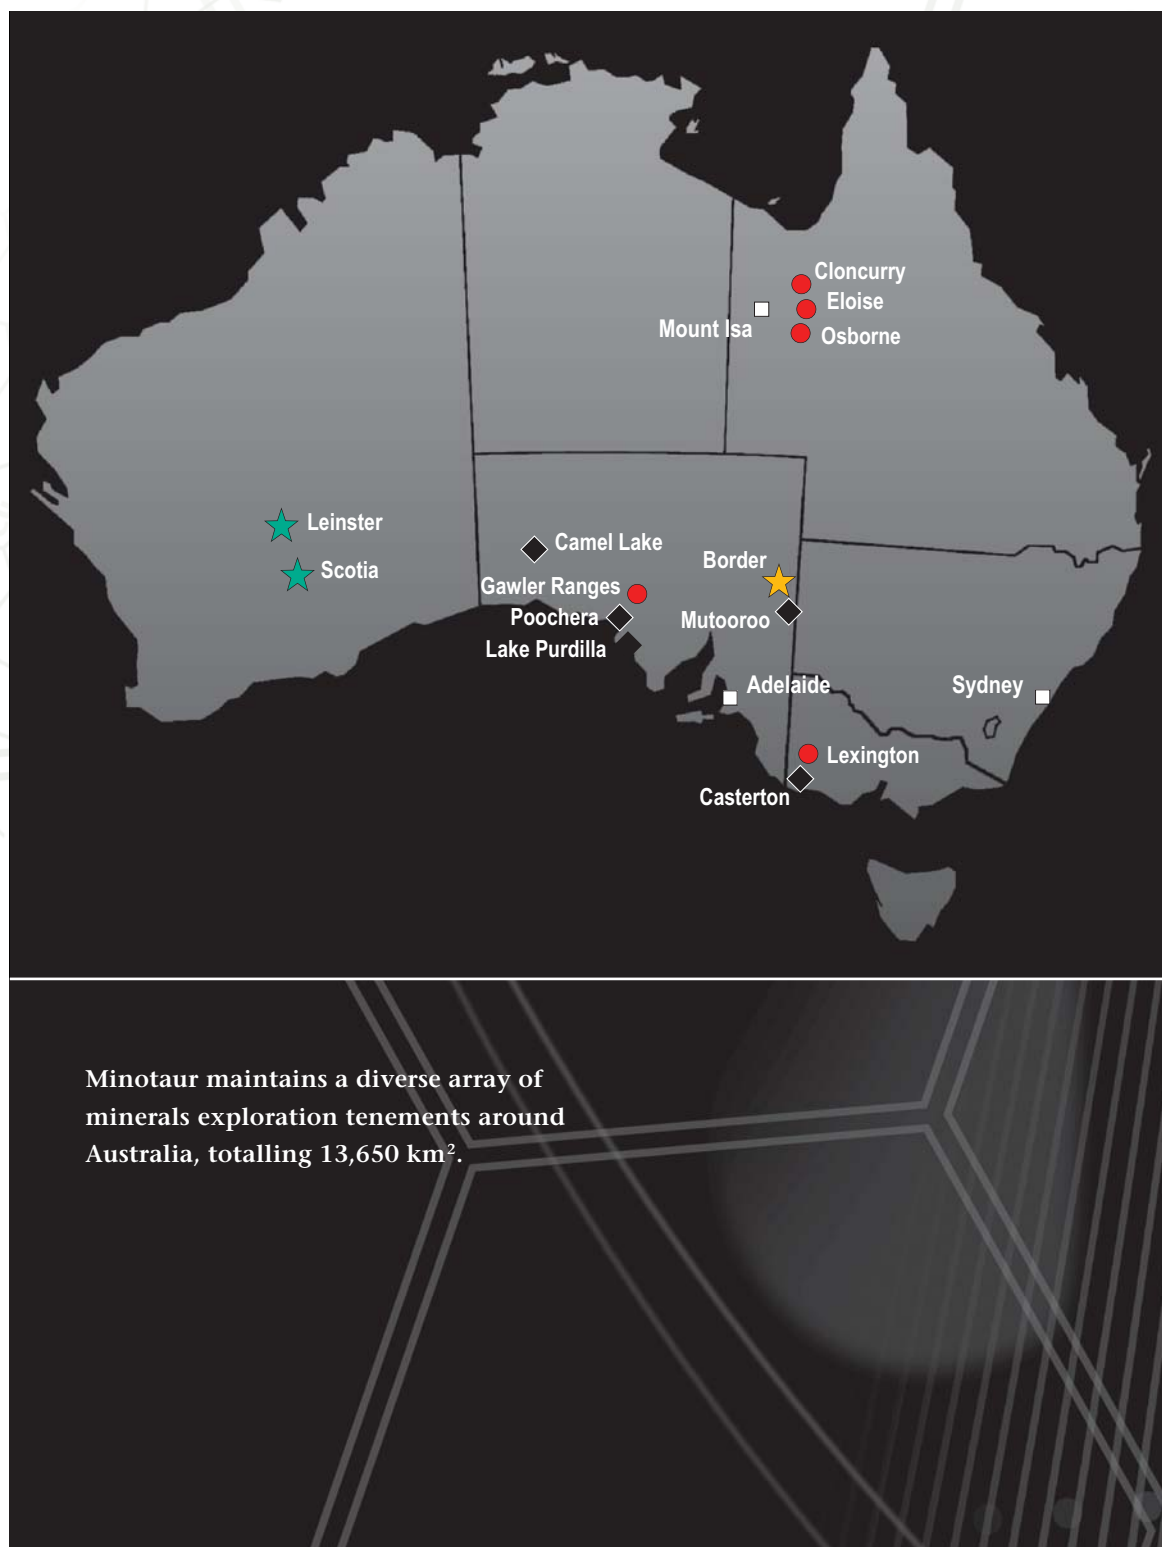 Cloncurry
Eloise
Mount Isa
Osborne
Leinster
Camel Lake
Border
Scotia
Gawler Ranges
Poochera
Mutooroo
Lake Purdilla
Adelaide
Sydney
Lexington
Casterton
Minotaur maintains a diverse array of
minerals exploration tenements around
Australia, totalling 13,650 km².